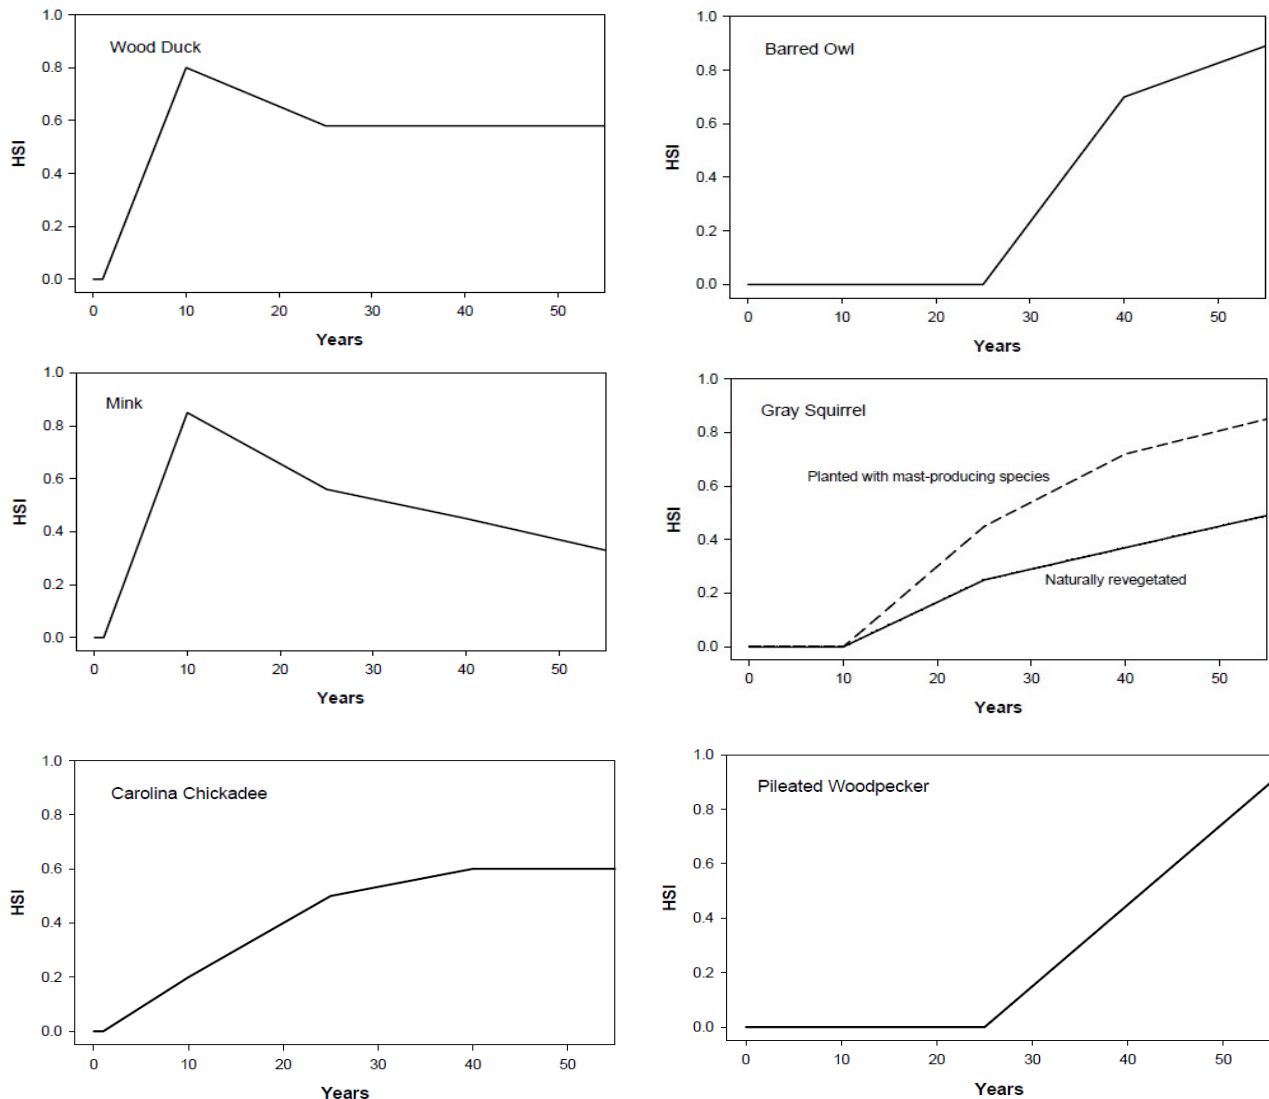 Wood Duck
HSI
1.0
0.8
0.6
0.4
0.2
0.0
0 10 20 30 40 50
Years
Barred Owl
HSI
1.0
0.8
0.6
0.4
0.2
0.0
0 10 20 30 40 50
Years
Mink
HSI
1.0
0.8
0.6
0.4
0.2
0.0
0 10 20 30 40 50
Years
Gray Squirrel
Planted with mast-producing species
Naturally revegetated
HSI
1.0
0.8
0.6
0.4
0.2
0.0
0 10 20 30 40 50
Years
Carolina Chickadee
HSI
1.0
0.8
0.6
0.4
0.2
0.0
0 10 20 30 40 50
Years
Pileated Woodpecker
HSI
1.0
0.8
0.6
0.4
0.2
0.0
0 10 20 30 40 50
Years